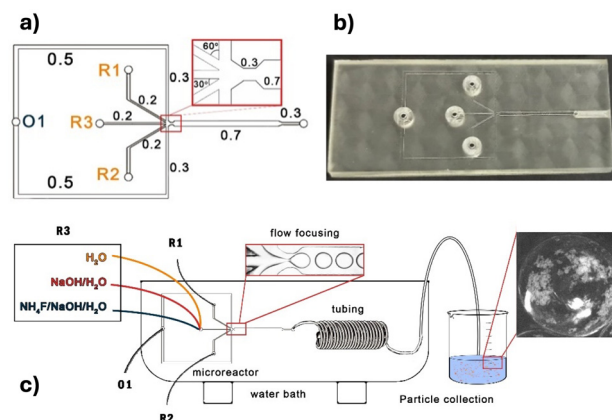 a)
b)
60°
30°
0.3
0.7
0.5
R1
0.3
0.2
O1
R3
0.2
0.3
0.7
0.2
0.3
R2
0.5
R3
H₂O
NaOH/H₂O
NH₄F/NaOH/H₂O
R1
flow focusing
tubing
microreactor
water bath
Particle collection
O1
R2
c)